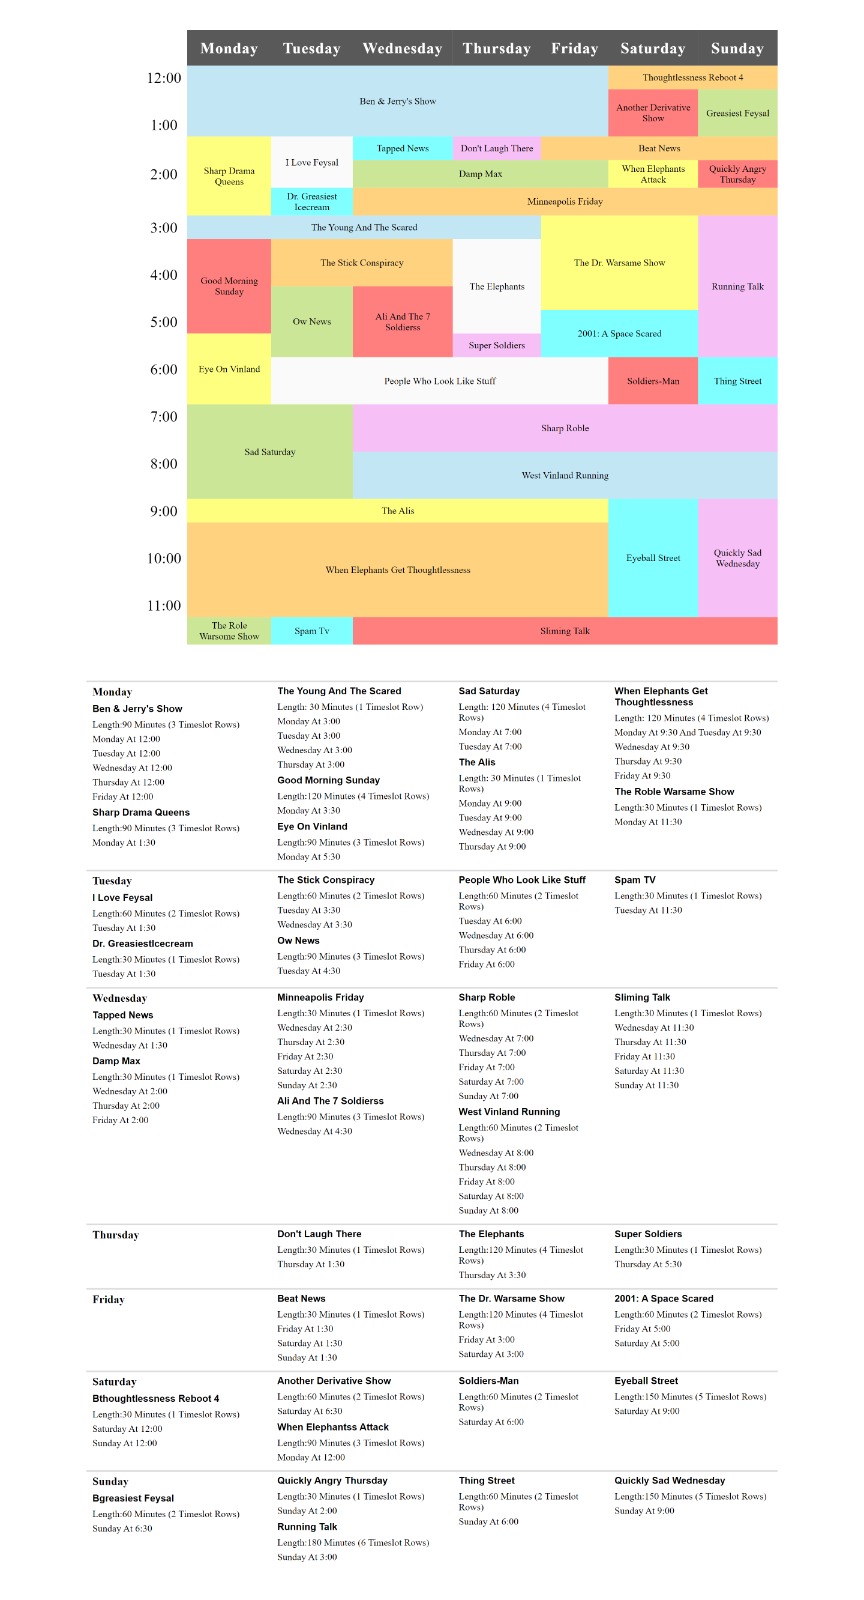 Monday Tuesday Wednesday Thursday Friday Saturday Sunday
12:00
Thoughtlessness Reboot 4
Ben & Jerry's Show
Another Derivative
Show
Greasiest Feysal
1:00
Sharp Drama
Queens
I Love Feysal
Tapped News
Don't Laugh There
Beat News
2:00
Damp Max
When Elephants
Attack
Quickly Angry
Thursday
Dr. Greasiest
Icecream
Minneapolis Friday
3:00
The Young And The Scared
The Dr. Warsame Show
Running Talk
4:00
Good Morning
Sunday
The Stick Conspiracy
The Elephants
5:00
Ow News
Ali And The 7
Soldierss
2001: A Space Scared
Super Soldiers
6:00
Eye On Vinland
People Who Look Like Stuff
Soldiers-Man
Thing Street
7:00
Sad Saturday
Sharp Roble
8:00
West Vinland Running
9:00
The Alis
Eyeball Street
Quickly Sad
Wednesday
10:00
When Elephants Get Thoughtlessness
11:00
The Role
Warsome Show
Spam Tv
Sliming Talk
Monday
Ben & Jerry's Show
Length:90 Minutes (3 Timeslot Rows)
Monday At 12:00
Tuesday At 12:00
Wednesday At 12:00
Thursday At 12:00
Friday At 12:00
Sharp Drama Queens
Length:90 Minutes (3 Timeslot Rows)
Monday At 1:30
The Young And The Scared
Length: 30 Minutes (1 Timeslot Row)
Monday At 3:00
Tuesday At 3:00
Wednesday At 3:00
Thursday At 3:00
Good Morning Sunday
Length:120 Minutes (4 Timeslot Rows)
Monday At 3:30
Eye On Vinland
Length:90 Minutes (3 Timeslot Rows)
Monday At 5:30
Sad Saturday
Length: 120 Minutes (4 Timeslot
Rows)
Monday At 7:00
Tuesday At 7:00
The Alis
Length: 30 Minutes (1 Timeslot
Rows)
Monday At 9:00
Tuesday At 9:00
Wednesday At 9:00
Thursday At 9:00
When Elephants Get
Thoughtlessness
Length: 120 Minutes (4 Timeslot Rows)
Monday At 9:30 And Tuesday At 9:30
Wednesday At 9:30
Thursday At 9:30
Friday At 9:30
The Roble Warsame Show
Length:30 Minutes (1 Timeslot Rows)
Monday At 11:30
Tuesday
I Love Feysal
Length:60 Minutes (2 Timeslot Rows)
Tuesday At 1:30
Dr. GreasiestIcecream
Length:30 Minutes (1 Timeslot Rows)
Tuesday At 1:30
The Stick Conspiracy
Length:60 Minutes (2 Timeslot Rows)
Tuesday At 3:30
Wednesday At 3:30
Ow News
Length:90 Minutes (3 Timeslot Rows)
Tuesday At 4:30
People Who Look Like Stuff
Length:60 Minutes (2 Timeslot
Rows)
Tuesday At 6:00
Wednesday At 6:00
Thursday At 6:00
Friday At 6:00
Spam TV
Length:30 Minutes (1 Timeslot Rows)
Tuesday At 11:30
Wednesday
Tapped News
Length:30 Minutes (1 Timeslot Rows)
Wednesday At 1:30
Damp Max
Length:30 Minutes (1 Timeslot Rows)
Wednesday At 2:00
Thursday At 2:00
Friday At 2:00
Minneapolis Friday
Length:30 Minutes (1 Timeslot Rows)
Wednesday At 2:30
Thursday At 2:30
Friday At 2:30
Saturday At 2:30
Sunday At 2:30
Ali And The 7 Soldierss
Length:90 Minutes (3 Timeslot Rows)
Wednesday At 4:30
Sharp Roble
Length:60 Minutes (2 Timeslot
Rows)
Wednesday At 7:00
Thursday At 7:00
Friday At 7:00
Saturday At 7:00
Sunday At 7:00
West Vinland Running
Length:60 Minutes (2 Timeslot
Rows)
Wednesday At 8:00
Thursday At 8:00
Friday At 8:00
Saturday At 8:00
Sunday At 8:00
Sliming Talk
Length:30 Minutes (1 Timeslot Rows)
Wednesday At 11:30
Thursday At 11:30
Friday At 11:30
Saturday At 11:30
Sunday At 11:30
Thursday
Don't Laugh There
Length:30 Minutes (1 Timeslot Rows)
Thursday At 1:30
The Elephants
Length:120 Minutes (4 Timeslot
Rows)
Thursday At 3:30
Super Soldiers
Length:30 Minutes (1 Timeslot Rows)
Thursday At 5:30
Friday
Beat News
Length:30 Minutes (1 Timeslot Rows)
Friday At 1:30
Saturday At 1:30
Sunday At 1:30
The Dr. Warsame Show
Length:120 Minutes (4 Timeslot
Rows)
Friday At 3:00
Saturday At 3:00
2001: A Space Scared
Length:60 Minutes (2 Timeslot Rows)
Friday At 5:00
Saturday At 5:00
Saturday
Bthoughtlessness Reboot 4
Length:30 Minutes (1 Timeslot Rows)
Saturday At 12:00
Sunday At 12:00
Another Derivative Show
Length:60 Minutes (2 Timeslot Rows)
Saturday At 6:30
When Elephantss Attack
Length:90 Minutes (3 Timeslot Rows)
Monday At 12:00
Soldiers-Man
Length:60 Minutes (2 Timeslot
Rows)
Saturday At 6:00
Eyeball Street
Length:150 Minutes (5 Timeslot Rows)
Saturday At 9:00
Sunday
Bgreasiest Feysal
Length:60 Minutes (2 Timeslot Rows)
Sunday At 6:30
Quickly Angry Thursday
Length:30 Minutes (1 Timeslot Rows)
Sunday At 2:00
Running Talk
Length:180 Minutes (6 Timeslot Rows)
Sunday At 3:00
Thing Street
Length:60 Minutes (2 Timeslot
Rows)
Sunday At 6:00
Quickly Sad Wednesday
Length:150 Minutes (5 Timeslot Rows)
Sunday At 9:00